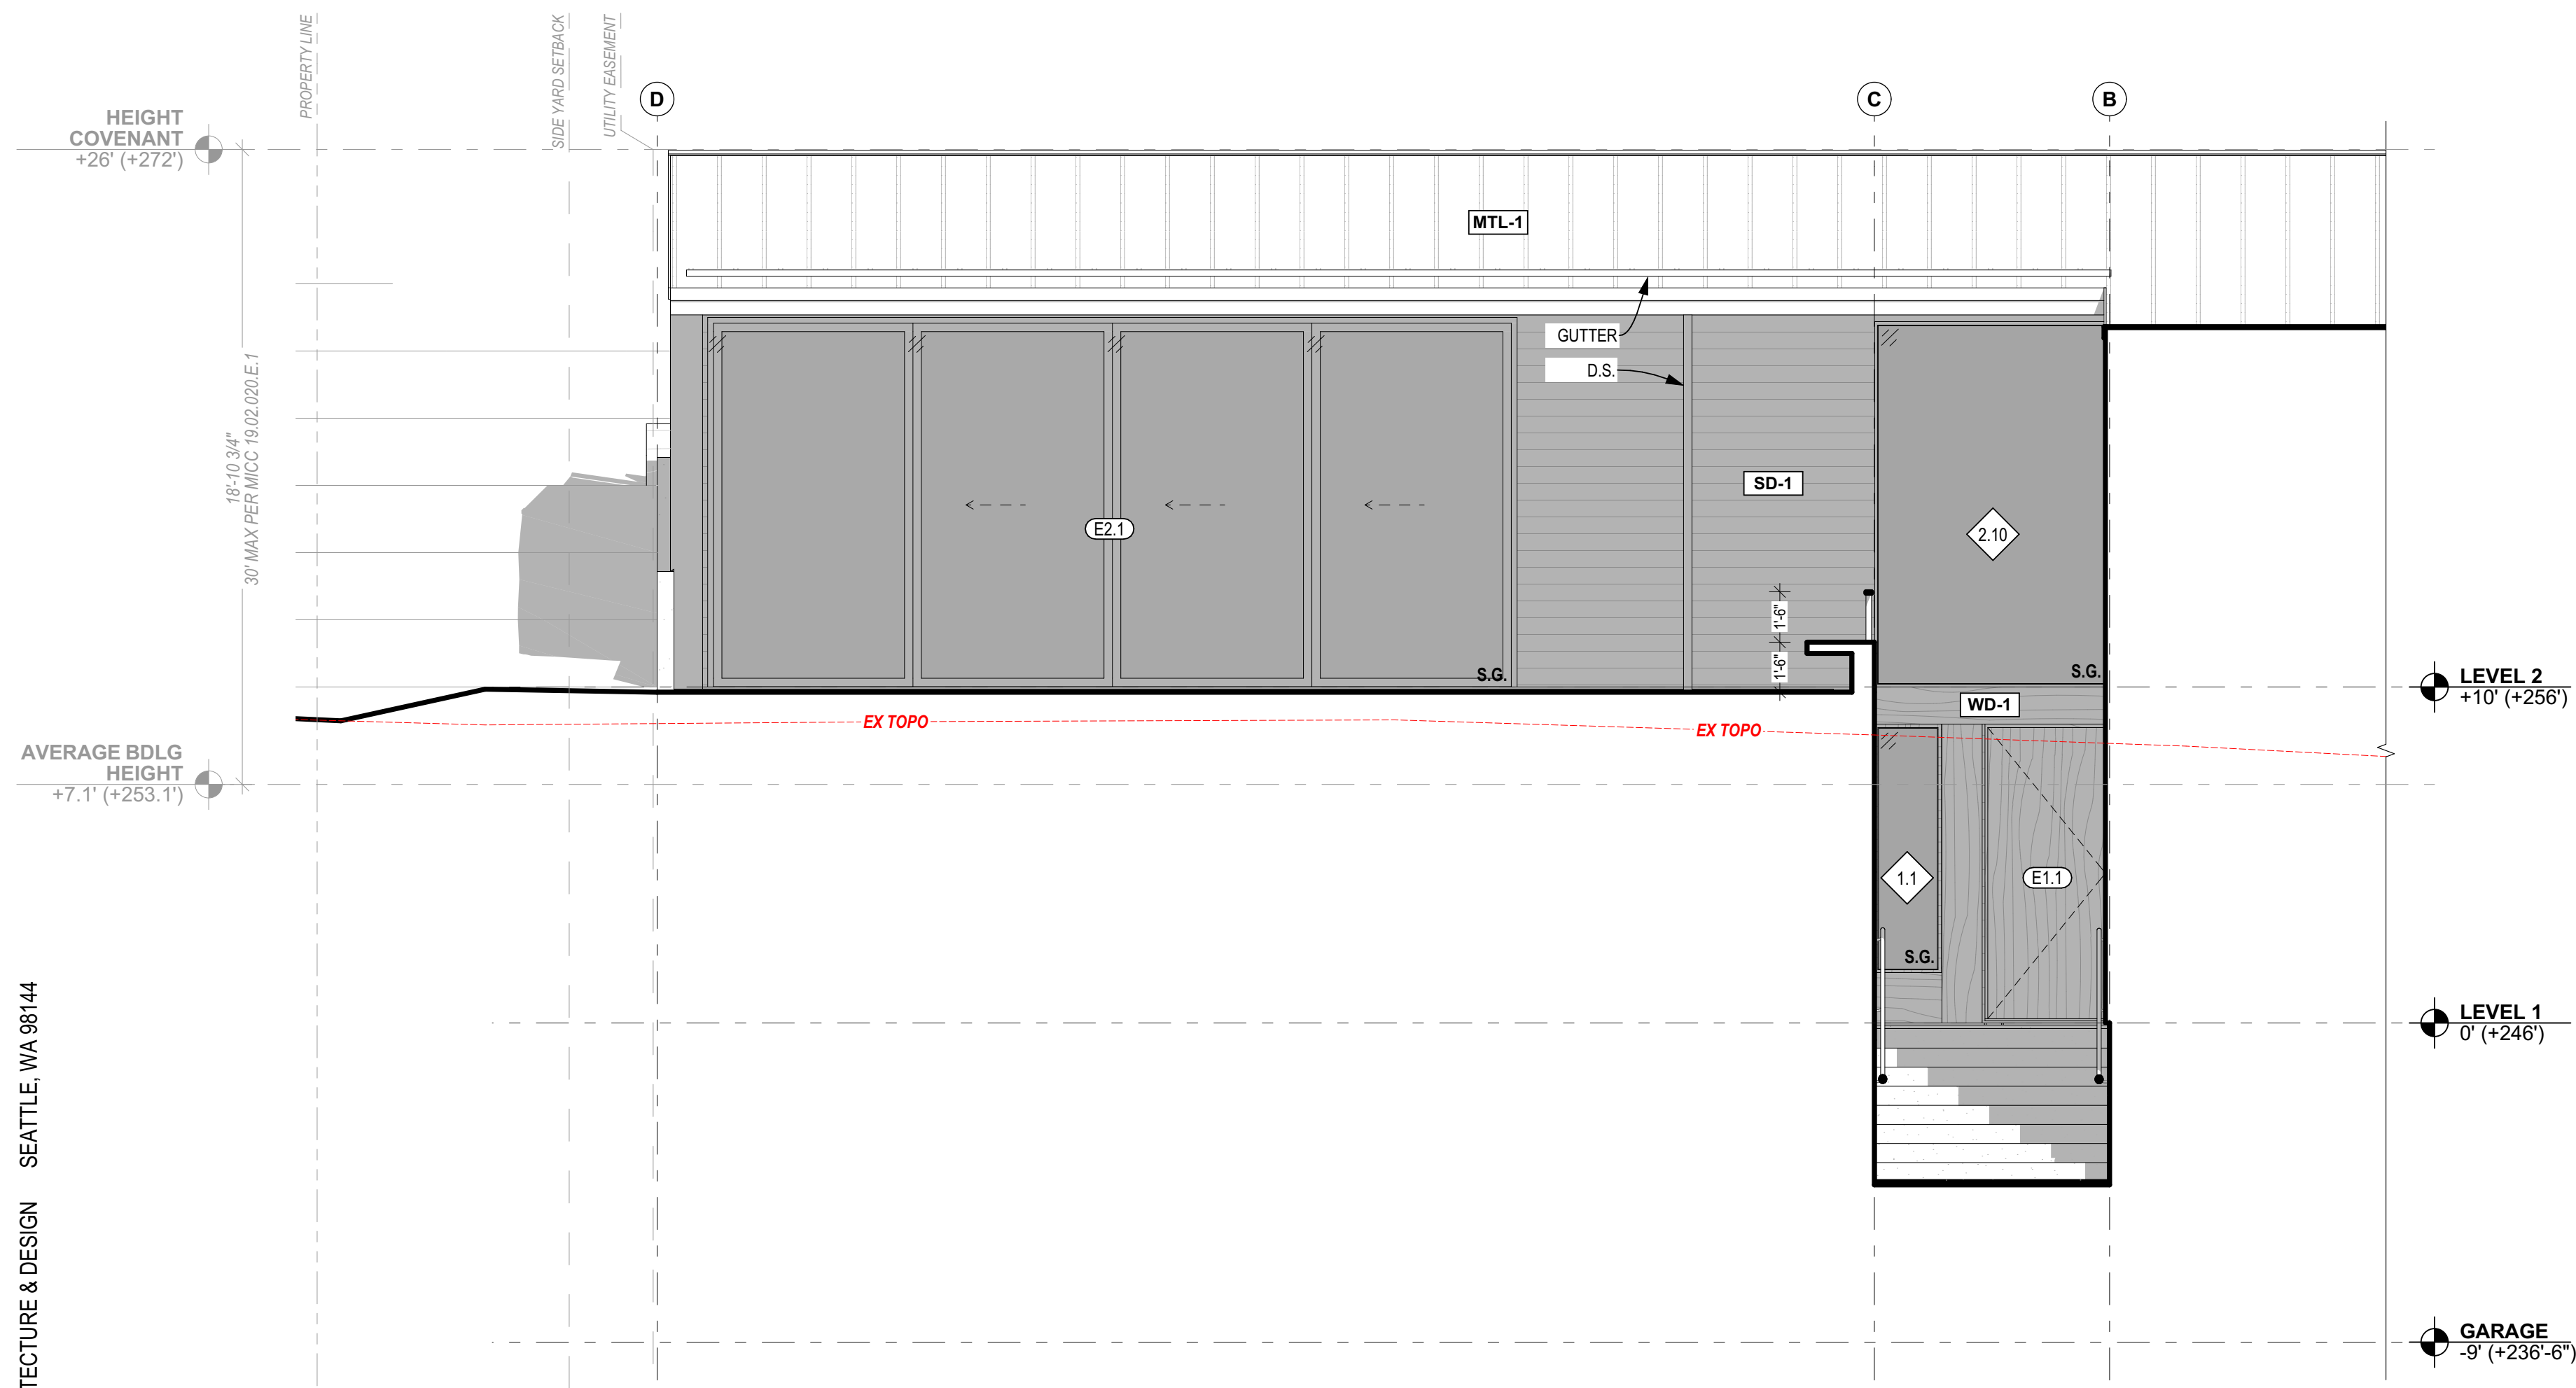 PROPERTY LINE
SIDE YARD SETBACK
UTILITY EASEMENT
D
C
B
HEIGHT
COVENANT
+26' (+272')
MTL-1
18'-10 3/4"
30' MAX PER MICC 19.02.020.E.1
GUTTER
D.S.
SD-1
E2.1
2.10
1'-6"
1'-6"
S.G.
S.G.
LEVEL 2
+10' (+256')
WD-1
EX TOPO
EX TOPO
AVERAGE BDLG
HEIGHT
+7.1' (+253.1')
1.1
E1.1
S.G.
LEVEL 1
0' (+246')
GARAGE
-9' (+236'-6")
TECTURE & DESIGN SEATTLE, WA 98144